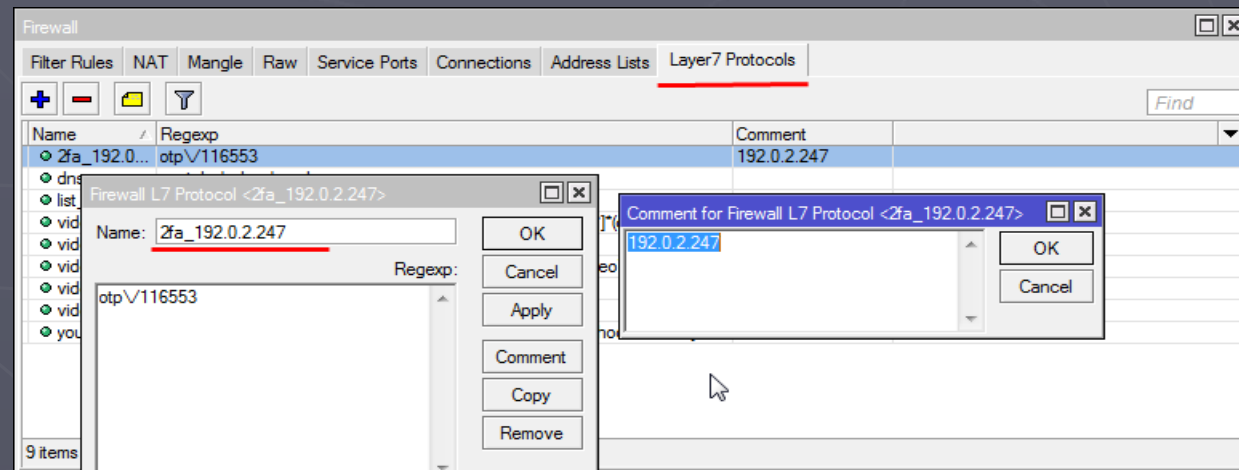 Firewall
Filter Rules NAT Mangle Raw Service Ports Connections Address Lists Layer7 Protocols
Find
Name Regexp Comment
2fa_192.0... otp\/116553 192.0.2.247
dns
list_
vid
vid
vid
vid
vid
you
Firewall L7 Protocol <2fa_192.0.2.247>
Name: 2fa_192.0.2.247
OK
Regexp:
Cancel
otp\/116553
Apply
Comment
Copy
Remove
Comment for Firewall L7 Protocol <2fa_192.0.2.247>
192.0.2.247
OK
Cancel
9 items